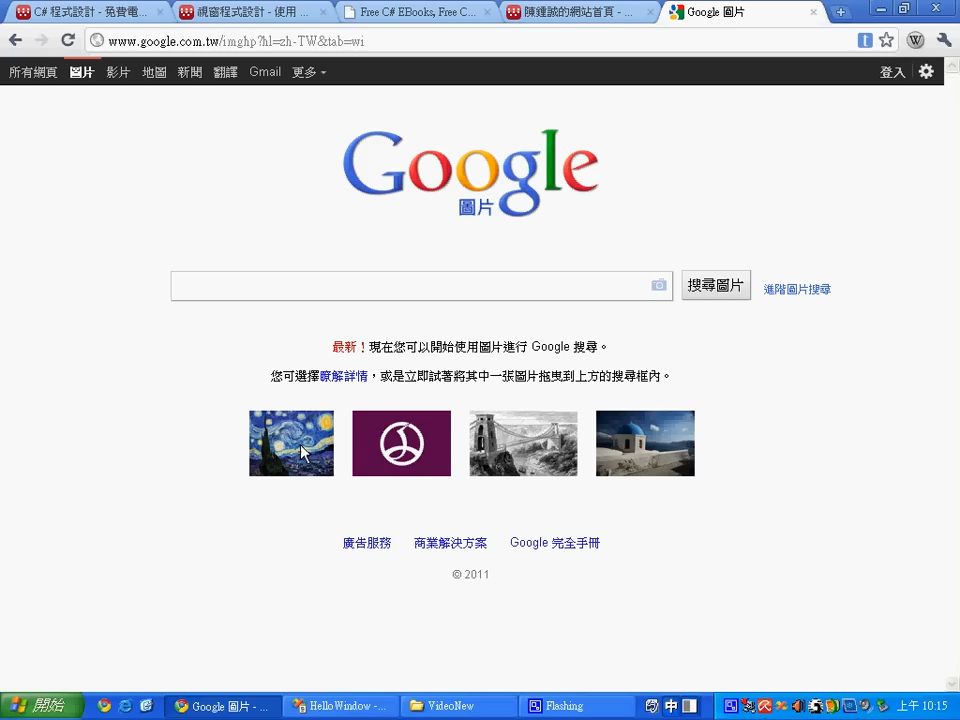 C# 程式設計 - 免費電...
視窗程式設計 - 使用 ...
Free C# EBooks, Free C...
陳鍾誠的網站首頁 - ...
Google 圖片
www.google.com.tw/imghp?hl=zh-TW&tab=wi
所有網頁 圖片 影片 地圖 新聞 翻譯 Gmail 更多
登入
Google
圖片
搜尋圖片
進階圖片搜尋
最新！現在您可以開始使用圖片進行 Google 搜尋。
您可選擇瞭解詳情，或是立即試著將其中一張圖片拖曳到上方的搜尋框內。
廣告服務 商業解決方案 Google 完全手冊
© 2011
開始
Google 圖片 - ...
HelloWindow -...
VideoNew
Flashing
中
上午 10:15